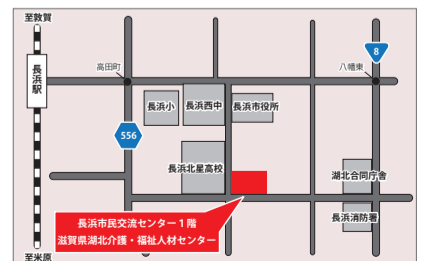 至敦賀
長浜駅
高田町
八幡東
8
長浜小
長浜西中
長浜市役所
556
長浜北星高校
湖北合同庁舎
長浜消防署
長浜市民交流センター1階
滋賀県湖北介護・福祉人材センター
至米原